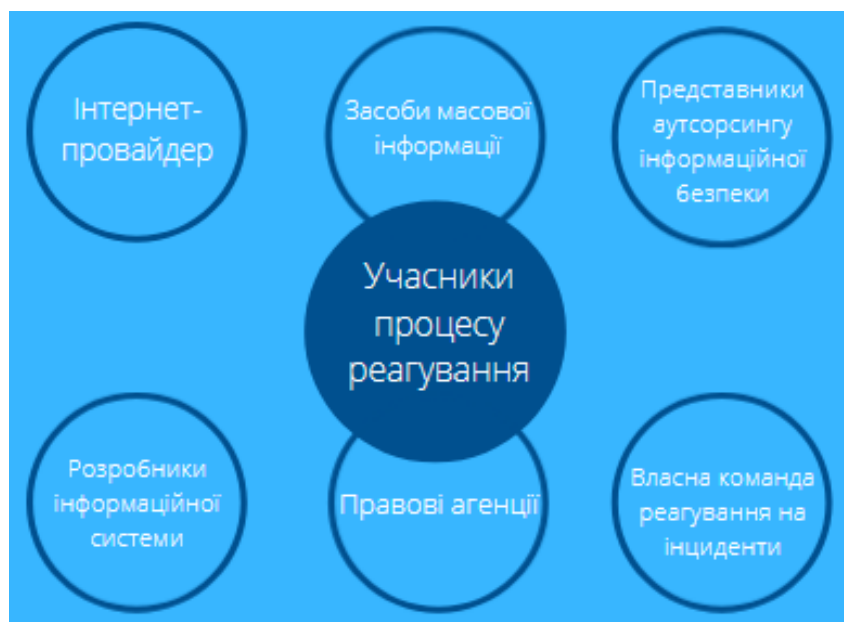 Інтернет-
провайдер
Засоби масової
інформації
Представники
аутсорсингу
інформаційної
безпеки
Учасники
процесу
реагування
Розробники
інформаційної
системи
Правові агенції
Власна команда
реагування на
інциденти